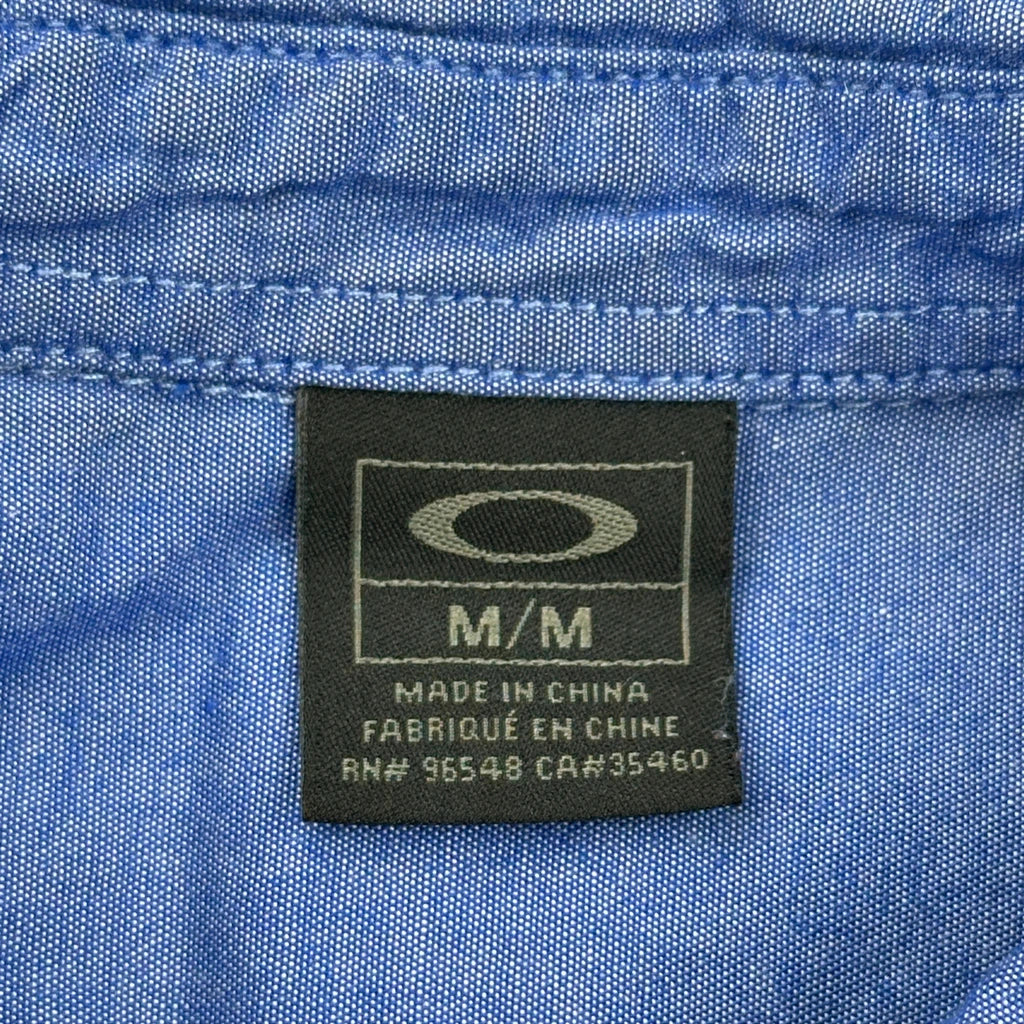 M/M
MADE IN CHINA
FABRIQUÉ EN CHINE
RN# 96548 CA#35460